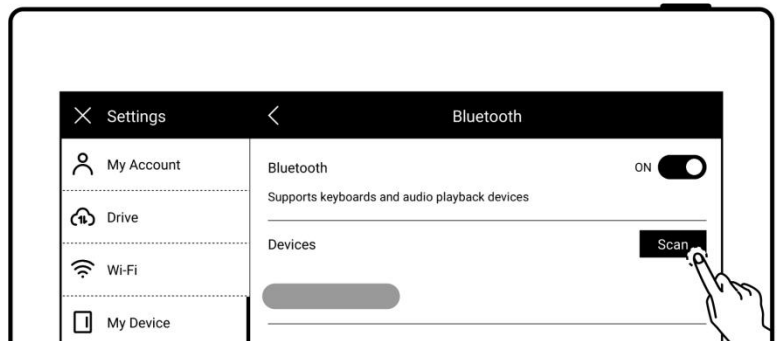 Settings
Bluetooth
My Account
Bluetooth
ON
Supports keyboards and audio playback devices
Drive
Devices
Scan
Wi-Fi
My Device